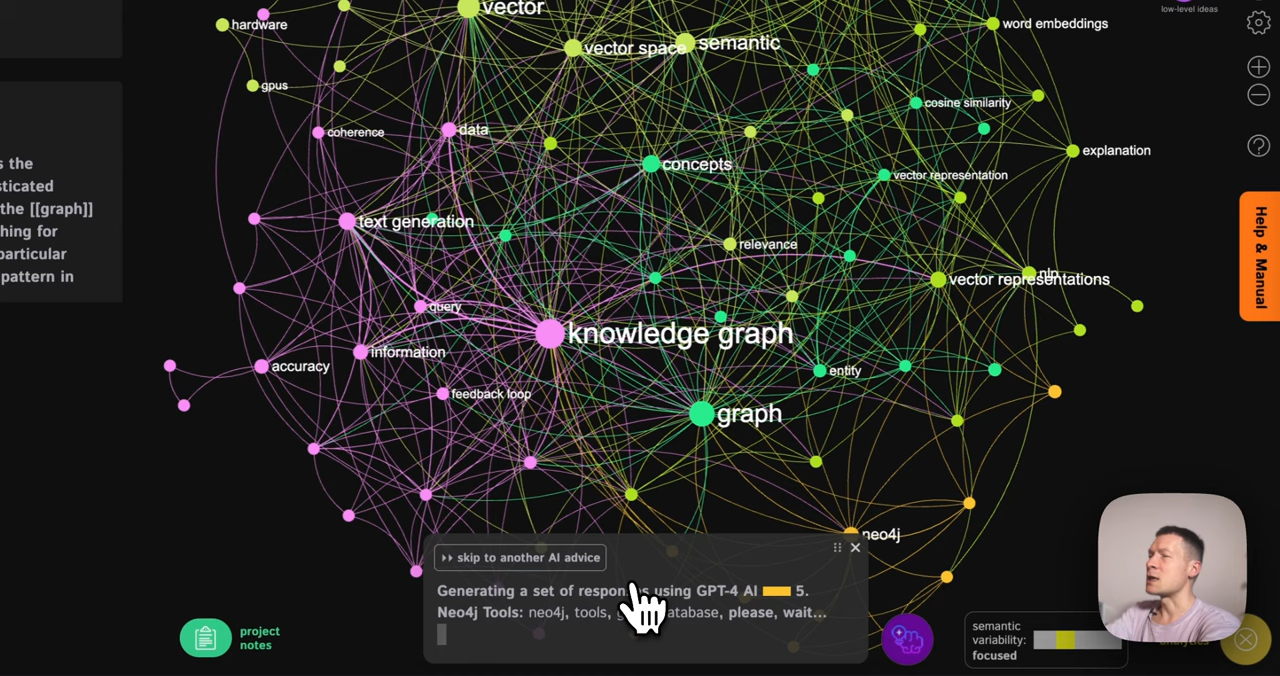 low-level ideas
vector
hardware
word embeddings
vector space
semantic
gpus
cosine similarity
coherence
data
explanation
s the
concepts
vector representation
sticated
the [[graph]]
text generation
hing for
relevance
particular
pattern in
nlp
vector representations
Help & Manual
query
knowledge graph
information
accuracy
entity
feedback loop
graph
neo4j
skip to another AI advice
Generating a set of responses using GPT-4 AI 5.
Neo4j Tools: neo4j, tools, atabase, please, wait...
project
notes
semantic
variability:
focused